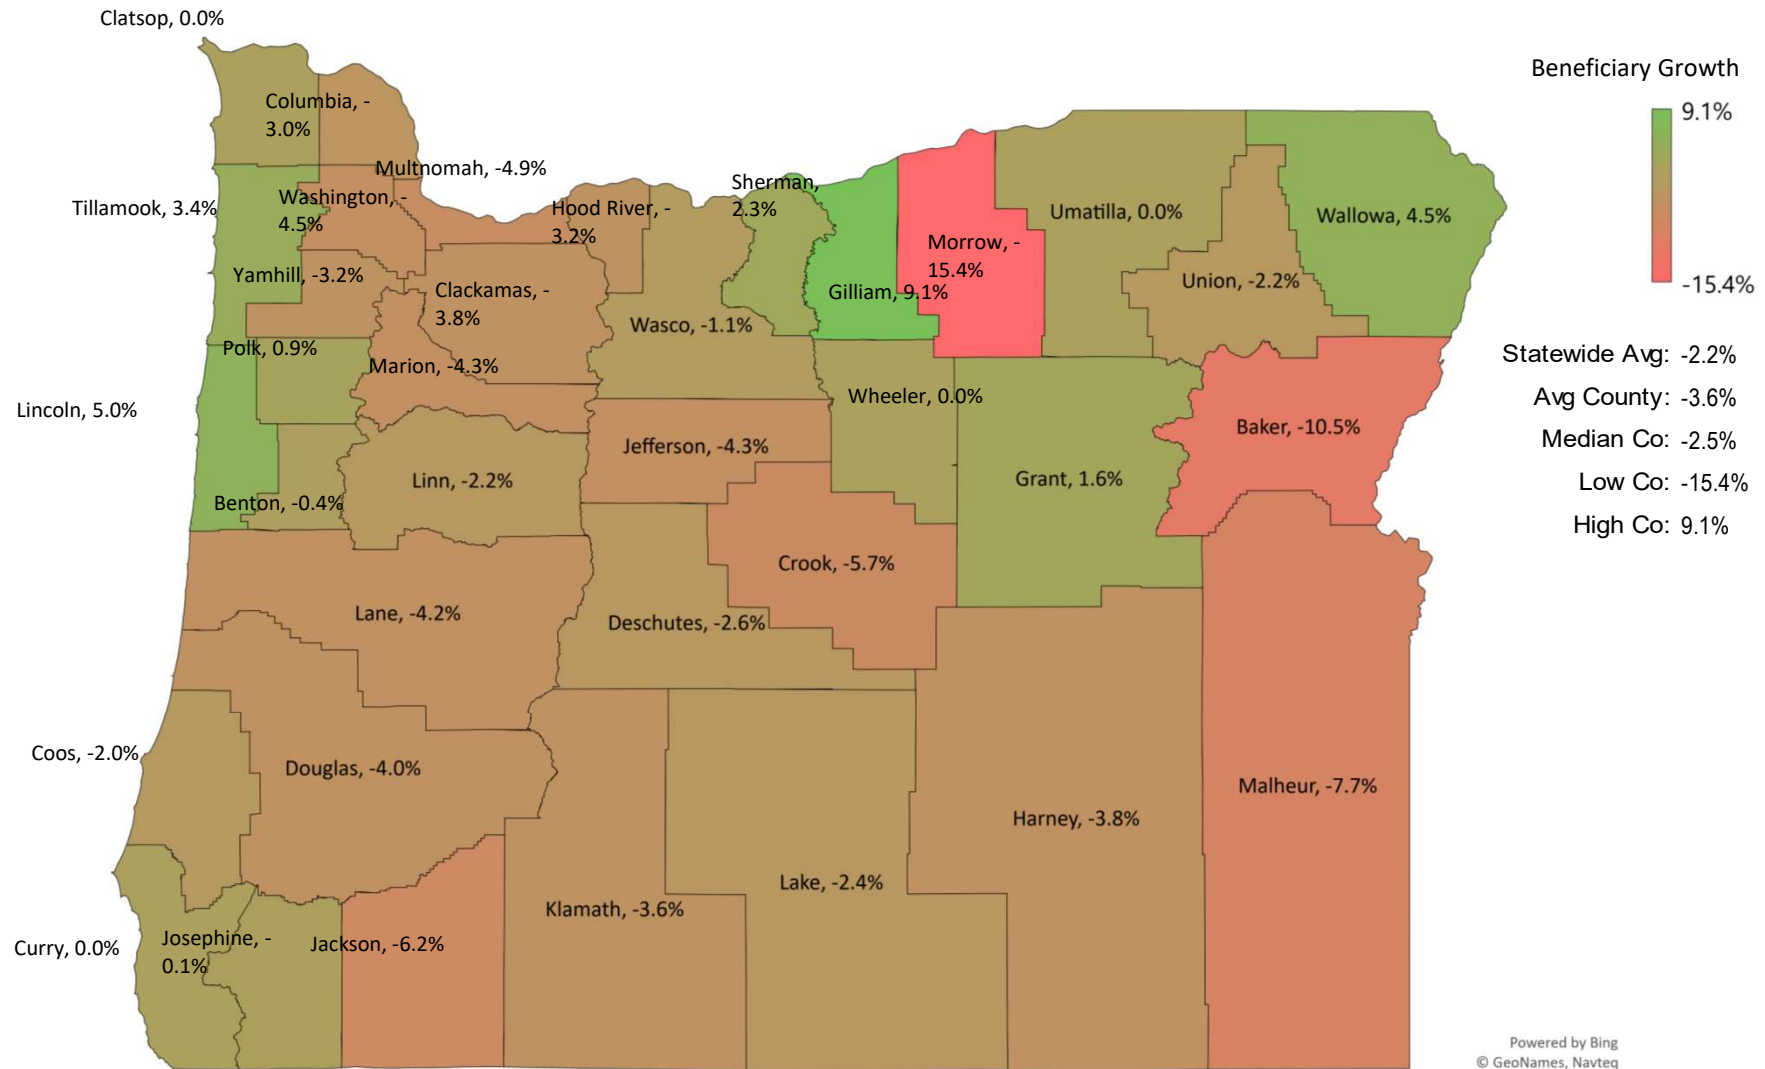 Clatsop, 0.0%
Beneficiary Growth
Columbia, -
3.0%
9.1%
Multnomah, -4.9%
Sherman,
2.3%
Tillamook, 3.4%
Washington, -
4.5%
Hood River, -
3.2%
Umatilla, 0.0%
Wallowa, 4.5%
Morrow, -
15.4%
Yamhill, -3.2%
Union, -2.2%
-15.4%
Clackamas, -
3.8%
Gilliam, 9.1%
Wasco, -1.1%
Polk, 0.9%
Statewide Avg: -2.2%
Marion, -4.3%
Wheeler, 0.0%
Avg County: -3.6%
Lincoln, 5.0%
Baker, -10.5%
Median Co: -2.5%
Jefferson, -4.3%
Linn, -2.2%
Grant, 1.6%
Low Co: -15.4%
Benton, -0.4%
High Co: 9.1%
Crook, -5.7%
Lane, -4.2%
Deschutes, -2.6%
Coos, -2.0%
Douglas, -4.0%
Malheur, -7.7%
Harney, -3.8%
Lake, -2.4%
Klamath, -3.6%
Curry, 0.0%
Josephine, -
0.1%
Jackson, -6.2%
Powered by Bing
© GeoNames, Navteq